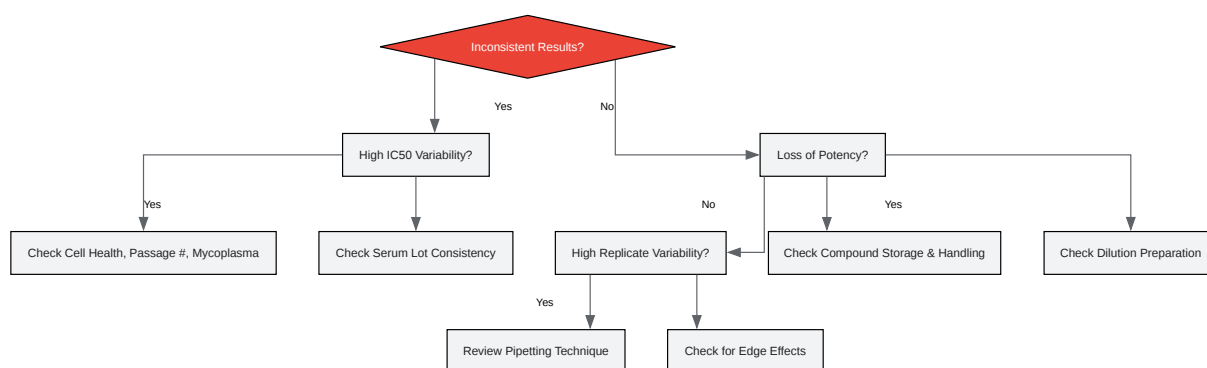 Inconsistent Results?
Yes
No
High IC50 Variability?
Loss of Potency?
Yes
No
Yes
Check Cell Health, Passage #, Mycoplasma
Check Serum Lot Consistency
High Replicate Variability?
Check Compound Storage & Handling
Check Dilution Preparation
Yes
Review Pipetting Technique
Check for Edge Effects